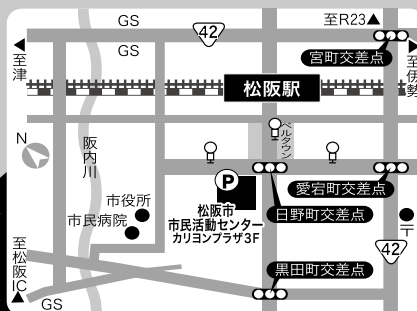 GS
42
至R23▲
GS
宮町交差点
至津
至伊勢
松阪駅
N
阪内川
ベルタウン
P
愛宕町交差点
市役所
市民病院
松阪市
市民活動センター
カリヨンプラザ3F
日野町交差点
〒
42
至松阪IC
黒田町交差点
GS